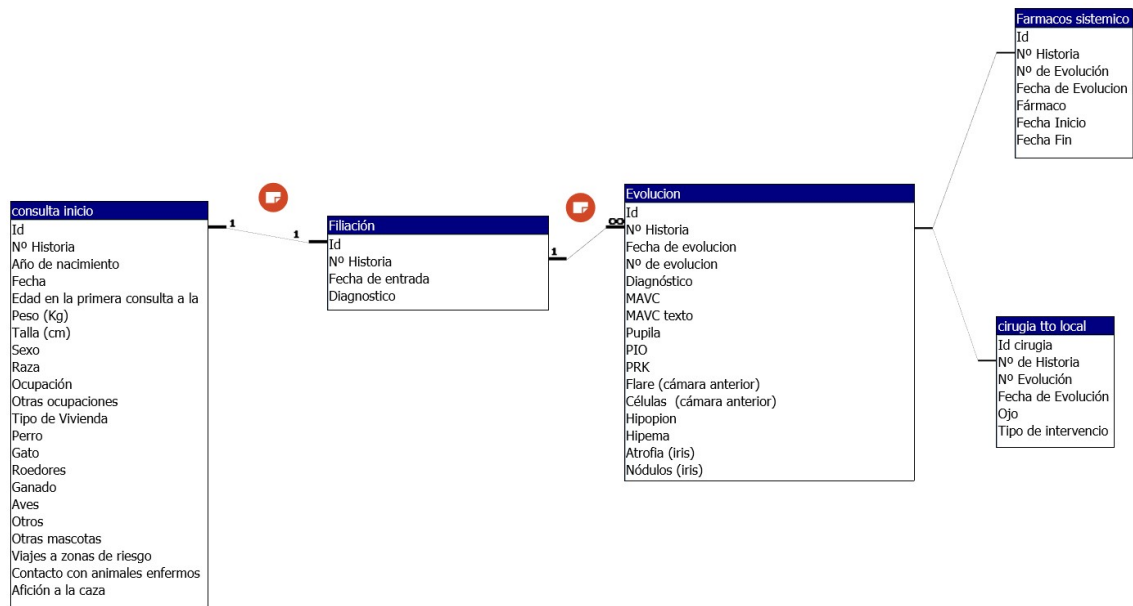 consulta inicio
Id
Nº Historia
Año de nacimiento
Fecha
Edad en la primera consulta a la
Peso (Kg)
Talla (cm)
Sexo
Raza
Ocupación
Otras ocupaciones
Tipo de Vivienda
Perro
Gato
Roedores
Ganado
Aves
Otros
Otras mascotas
Viajes a zonas de riesgo
Contacto con animales enfermos
Afición a la caza
1
1
Filiación
Id
Nº Historia
Fecha de entrada
Diagnostico
1
∞
Evolucion
Id
Nº Historia
Fecha de evolucion
Nº de evolucion
Diagnóstico
MAVC
MAVC texto
Pupila
PIO
PRK
Flare (cámara anterior)
Células (cámara anterior)
Hipopion
Hipema
Atrofia (iris)
Nódulos (iris)
Farmacos sistemico
Id
Nº Historia
Nº de Evolución
Fecha de Evolucion
Fármaco
Fecha Inicio
Fecha Fin
cirugia tto local
Id cirugia
Nº de Historia
Nº Evolución
Fecha de Evolución
Ojo
Tipo de intervencio